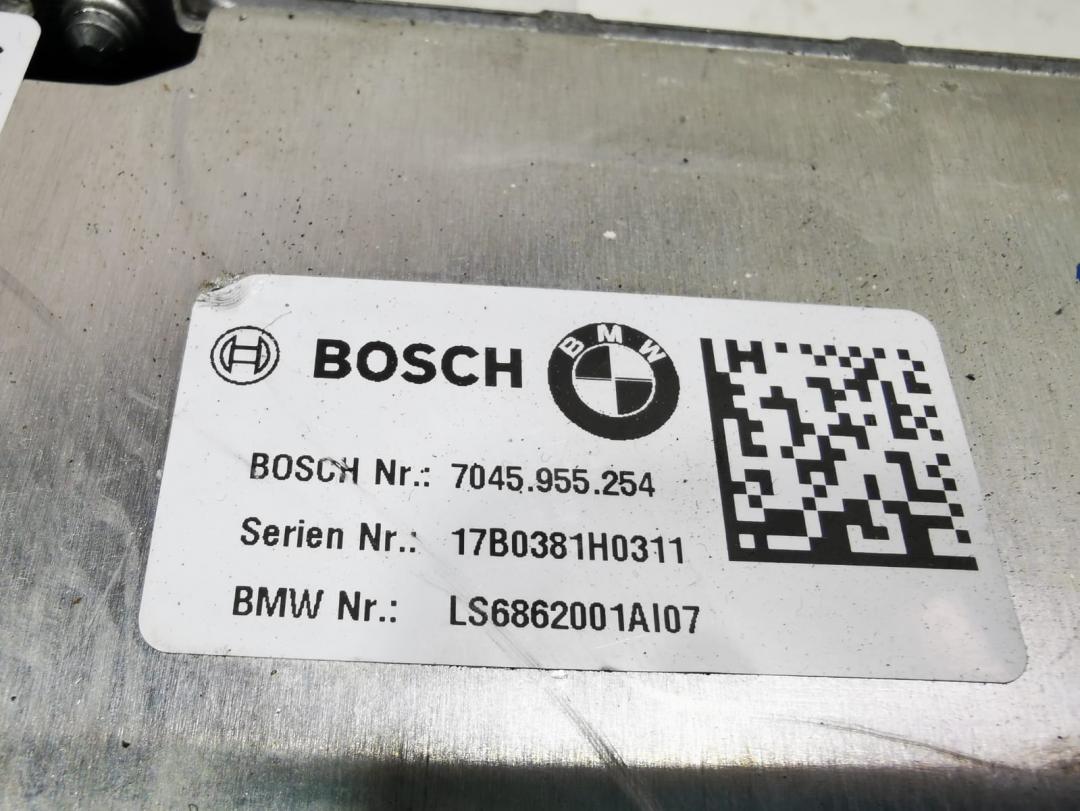 BOSCH BMW
BOSCH Nr.: 7045.955.254
Serien Nr.: 17B0381H0311
BMW Nr.: LS6862001AI07